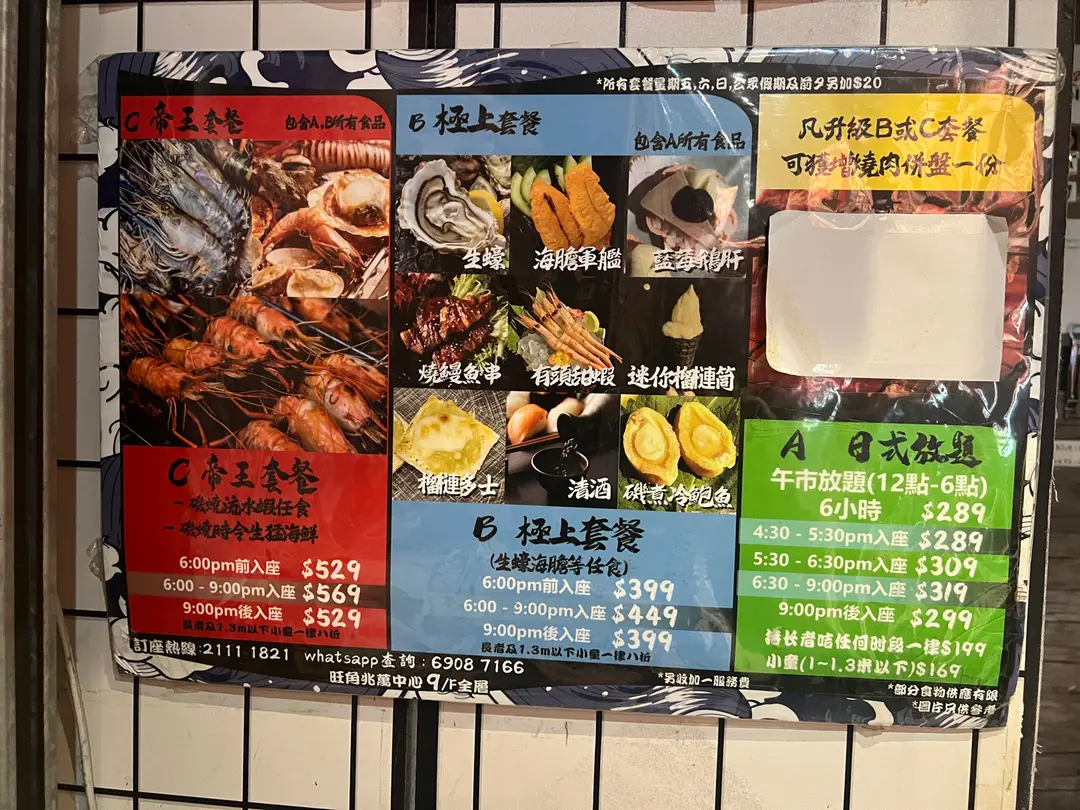 *所有套餐星期五,六,日,公眾假期及前夕另加$20
C 帝王套餐 包含A,B所有食品
B 極上套餐
包含A所有食品
凡升級B或C套餐
可獲增燒肉併盤一份
生蠔 海膽軍艦 藍莓鵝肝
燒鰻魚串 有頭甜蝦 迷你榴槤筒
榴槤多士 清酒 磯煮冷鮑魚
C 帝王套餐
- 磯燒流水蝦任食
- 磯燒時令生猛海鮮
6:00pm前入座 $529
6:00 - 9:00pm入座 $569
9:00pm後入座 $529
長者及1.3m以下小童一律八折
B 極上套餐
(生蠔海膽等任食)
6:00pm前入座 $399
6:00 - 9:00pm入座 $449
9:00pm後入座 $399
長者及1.3m以下小童一律八折
A 日式放題
午市放題(12點-6點)
6小時 $289
4:30 - 5:30pm入座 $289
5:30 - 6:30pm入座 $309
6:30 - 9:00pm入座 $319
9:00pm後入座 $299
持长者咭任何时段一律$199
小童(1~1.3米以下)$169
訂座熱線:2111 1821 whatsapp查詢:6908 7166
旺角兆萬中心9/F全層
*另收加一服務費
*部分食物供應有限
*圖片只供參考